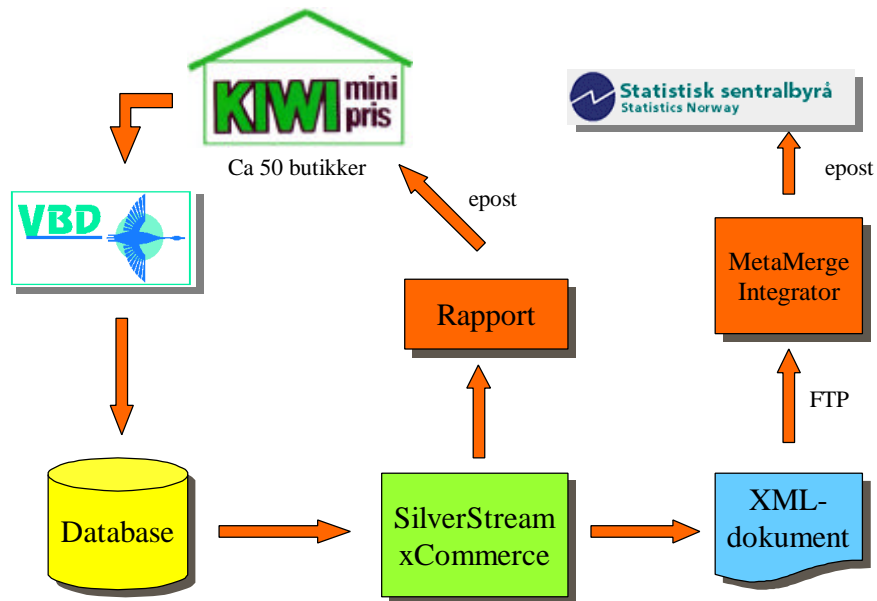 KIWI mini
pris
Ca 50 butikker
Statistisk sentralbyrå
Statistics Norway
epost
epost
VBD
MetaMerge
Integrator
Rapport
FTP
Database
SilverStream
xCommerce
XML-
dokument